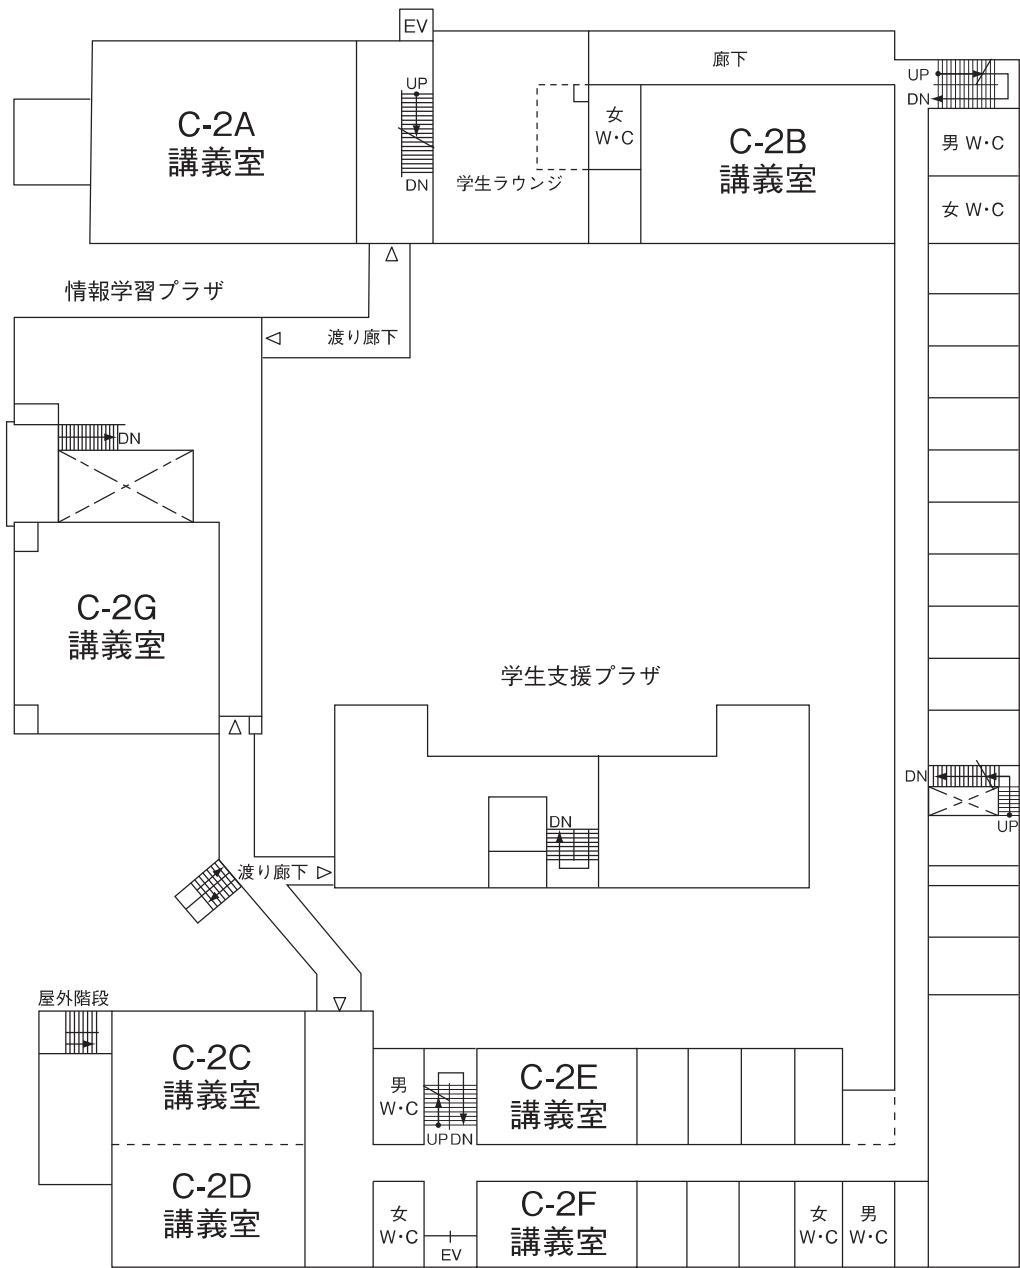 EV
廊下
UP
UP
DN
C-2A
講義室
女
W・C
C-2B
講義室
男 W・C
DN
学生ラウンジ
女 W・C
情報学習プラザ
渡り廊下
DN
C-2G
講義室
学生支援プラザ
DN
DN
UP
渡り廊下
屋外階段
C-2C
講義室
男
W・C
UP DN
C-2E
講義室
C-2D
講義室
女
W・C
EV
C-2F
講義室
女
W・C
男
W・C